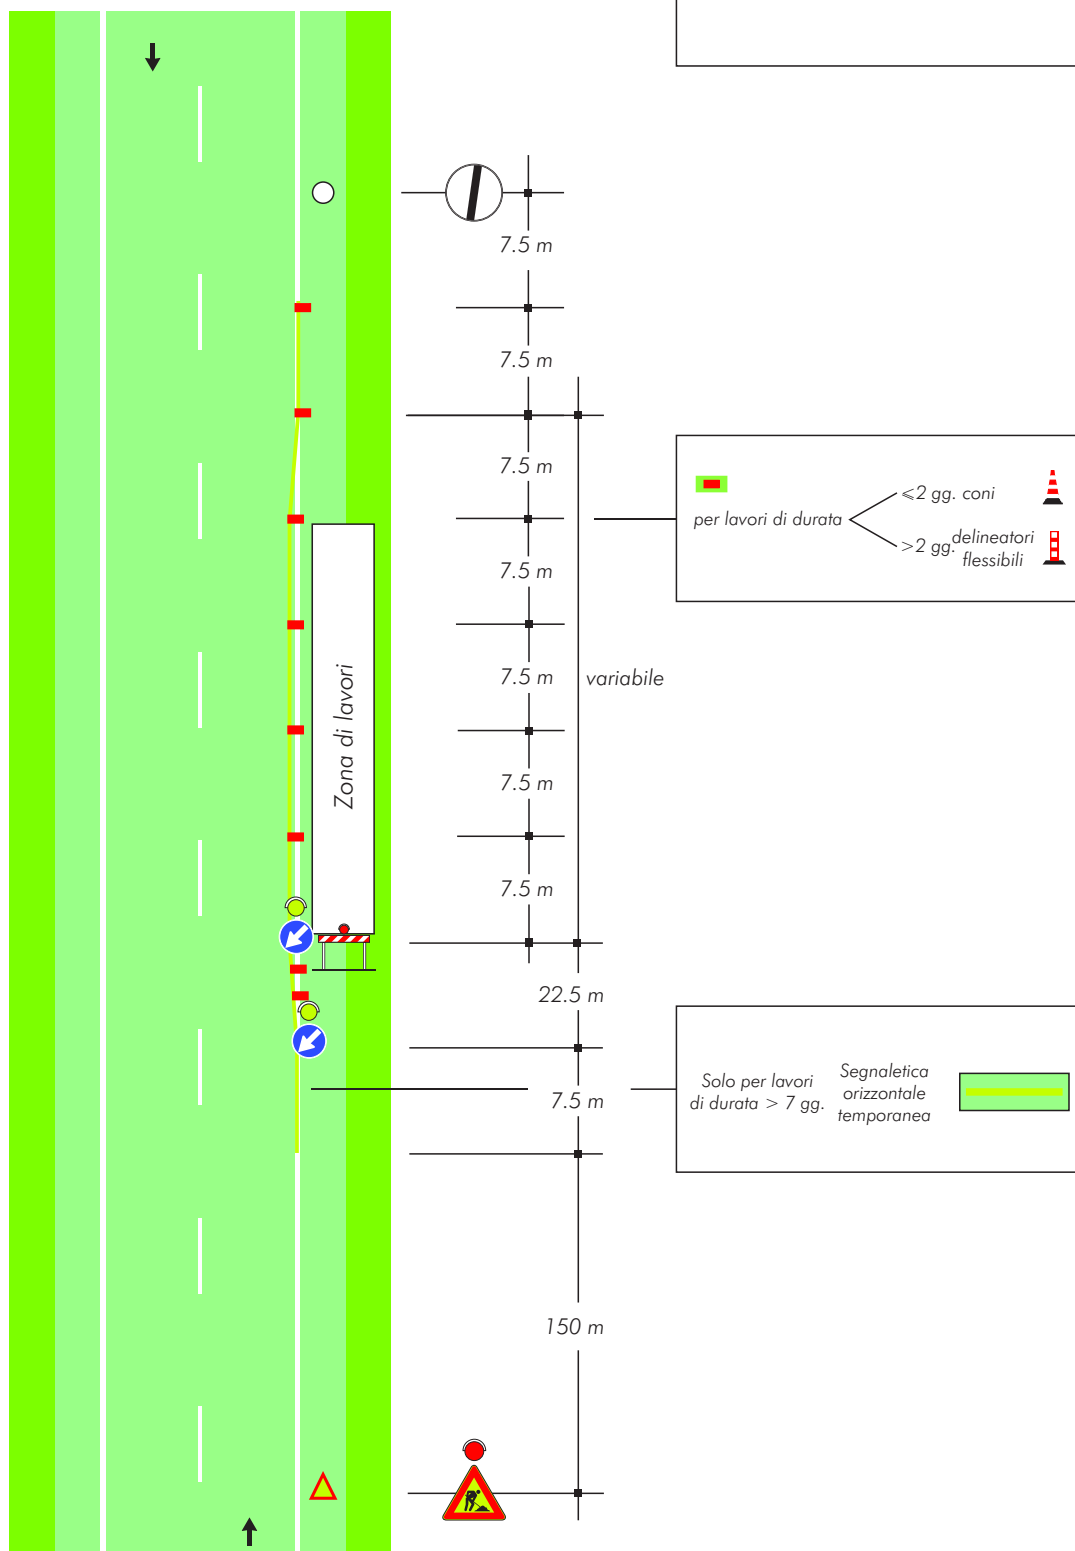 7.5 m
7.5 m
7.5 m
≤2 gg. coni
per lavori di durata
>2 gg. delineatori
flessibili
7.5 m
7.5 m
variabile
Zona di lavori
7.5 m
7.5 m
22.5 m
Solo per lavori
di durata > 7 gg.
Segnaletica
orizzontale
temporanea
7.5 m
150 m